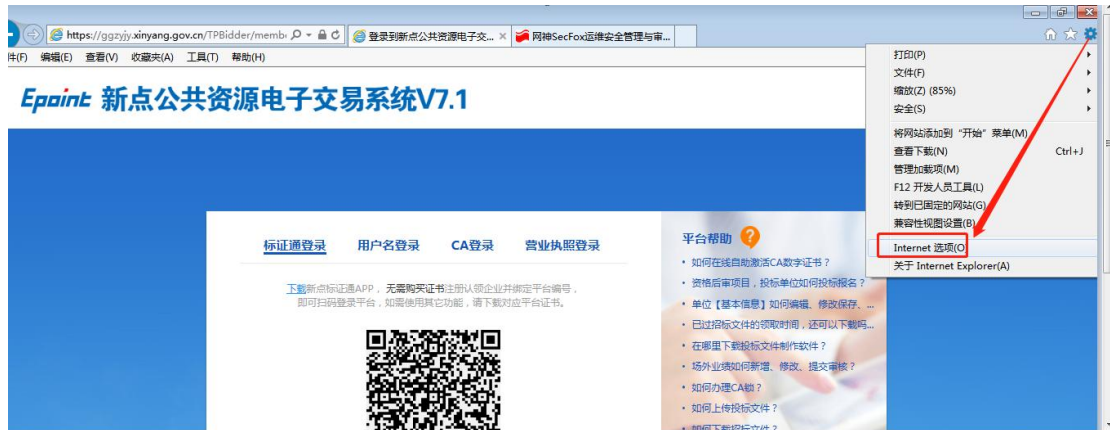 https://ggzyjy.xinyang.gov.cn/TPBidder/memb
登录到新点公共资源电子交... ×
网神SecFox运维安全管理与审...
件(F) 编辑(E) 查看(V) 收藏夹(A) 工具(T) 帮助(H)
Epoint 新点公共资源电子交易系统V7.1
打印(P)
文件(F)
缩放(Z) (85%)
安全(S)
将网站添加到“开始”菜单(M)
查看下载(N) Ctrl+J
管理加载项(M)
F12 开发人员工具(L)
转到已固定的网站(G)
兼容性视图设置(B)
Internet 选项(O
关于 Internet Explorer(A)
标证通登录 用户名登录 CA登录 营业执照登录
下载新点标证通APP，无需购买证书注册认领企业并绑定平台编号，
即可扫码登录平台，如需使用其它功能，请下载对应平台证书。
平台帮助 ?
• 如何在线自助激活CA数字证书？
• 资格后审项目，投标单位如何投标报名？
• 单位【基本信息】如何编辑、修改保存、...
• 已过招标文件的领取时间，还可以下载吗...
• 在哪里下载投标文件制作软件？
• 场外业绩如何新增、修改、提交审核？
• 如何办理CA锁？
• 如何上传投标文件？
• 如何下载招标文件？